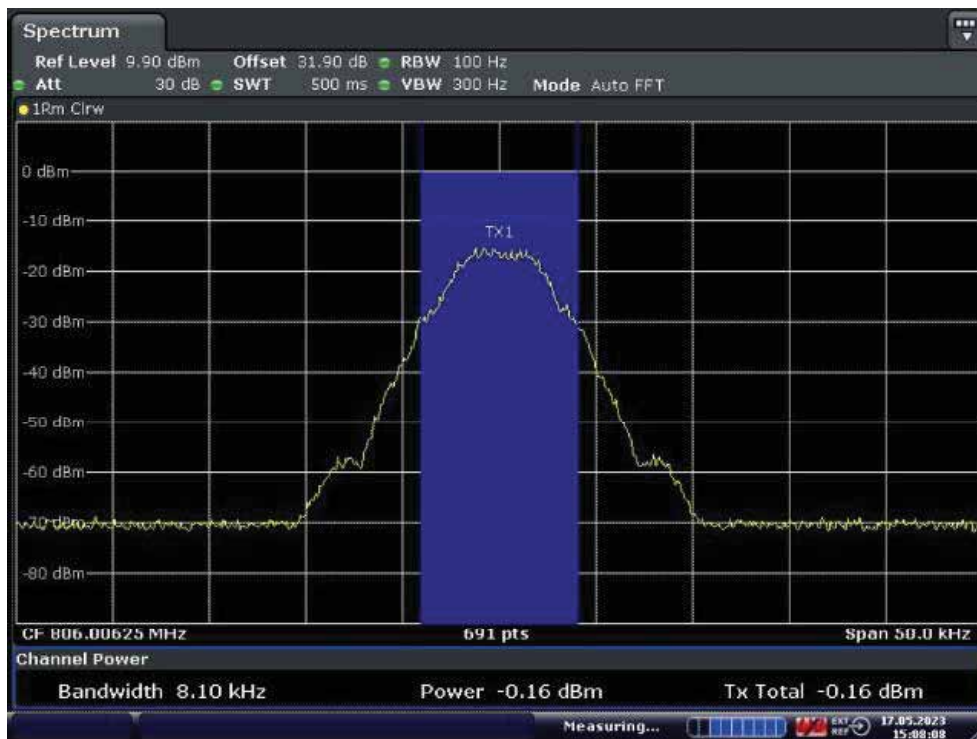 Spectrum
Ref Level 9.90 dBm Offset 31.90 dB RBW 100 Hz
Att 30 dB SWT 500 ms VBW 300 Hz Mode Auto FFT
1Rm Clrw
0 dBm
-10 dBm
TX1
-20 dBm
-30 dBm
-40 dBm
-50 dBm
-60 dBm
-70 dBm
-80 dBm
CF 806.00625 MHz 691 pts Span 50.0 kHz
Channel Power
Bandwidth 8.10 kHz Power -0.16 dBm Tx Total -0.16 dBm
Measuring... EXT REF 17.05.2023
15:08:08